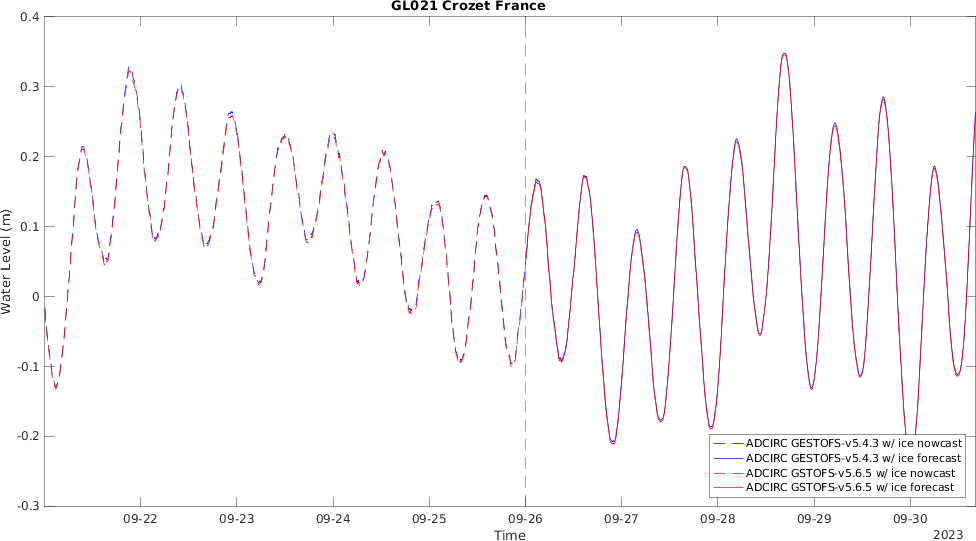 GL021 Crozet France
0.4
0.3
0.2
0.1
0
-0.1
-0.2
-0.3
Water Level (m)
ADCIRC GESTOFS-v5.4.3 w/ ice nowcast
ADCIRC GESTOFS-v5.4.3 w/ ice forecast
ADCIRC GSTOFS-v5.6.5 w/ ice nowcast
ADCIRC GSTOFS-v5.6.5 w/ ice forecast
09-22 09-23 09-24 09-25 09-26 09-27 09-28 09-29 09-30
Time
2023